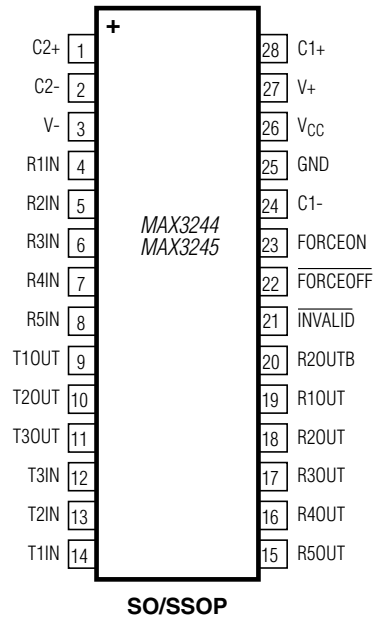 +
C2+ 1 28 C1+
C2- 2 27 V+
V- 3 26 VCC
R1IN 4 25 GND
R2IN 5 24 C1-
R3IN 6 23 FORCEON
R4IN 7 22 FORCEOFF
R5IN 8 21 INVALID
T1OUT 9 20 R2OUTB
T2OUT 10 19 R1OUT
T3OUT 11 18 R2OUT
T3IN 12 17 R3OUT
T2IN 13 16 R4OUT
T1IN 14 15 R5OUT
MAX3244
MAX3245
SO/SSOP